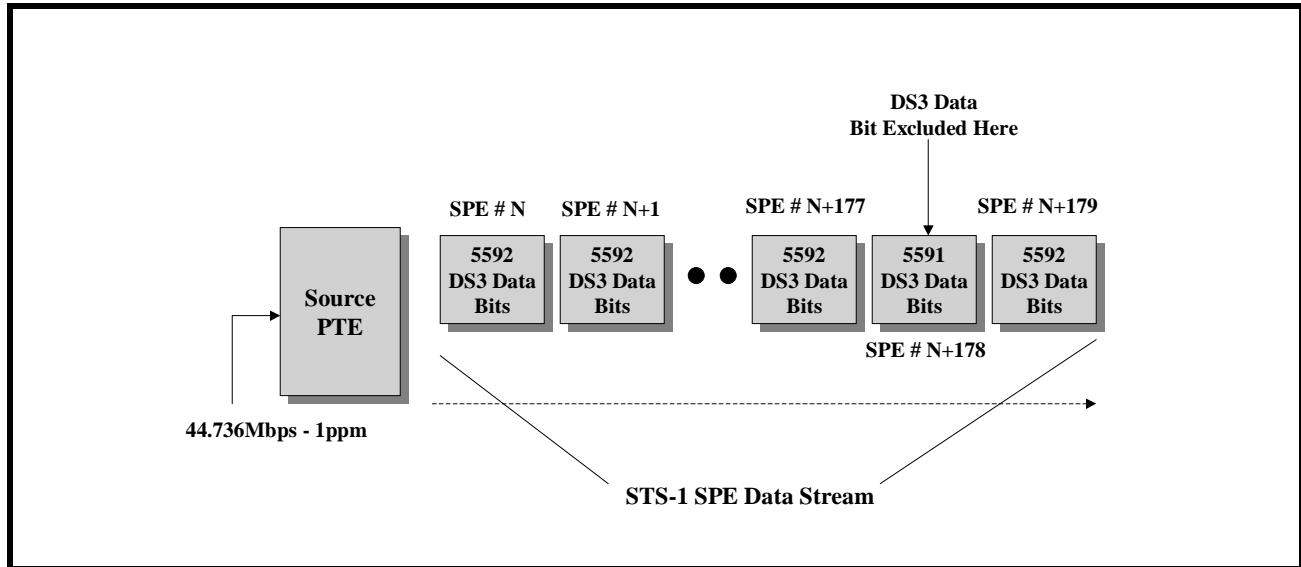 DS3 Data
Bit Excluded Here
SPE # N
SPE # N+1
SPE # N+177
SPE # N+179
Source
PTE
5592
DS3 Data
Bits
5592
DS3 Data
Bits
5592
DS3 Data
Bits
5591
DS3 Data
Bits
5592
DS3 Data
Bits
SPE # N+178
44.736Mbps - 1ppm
STS-1 SPE Data Stream